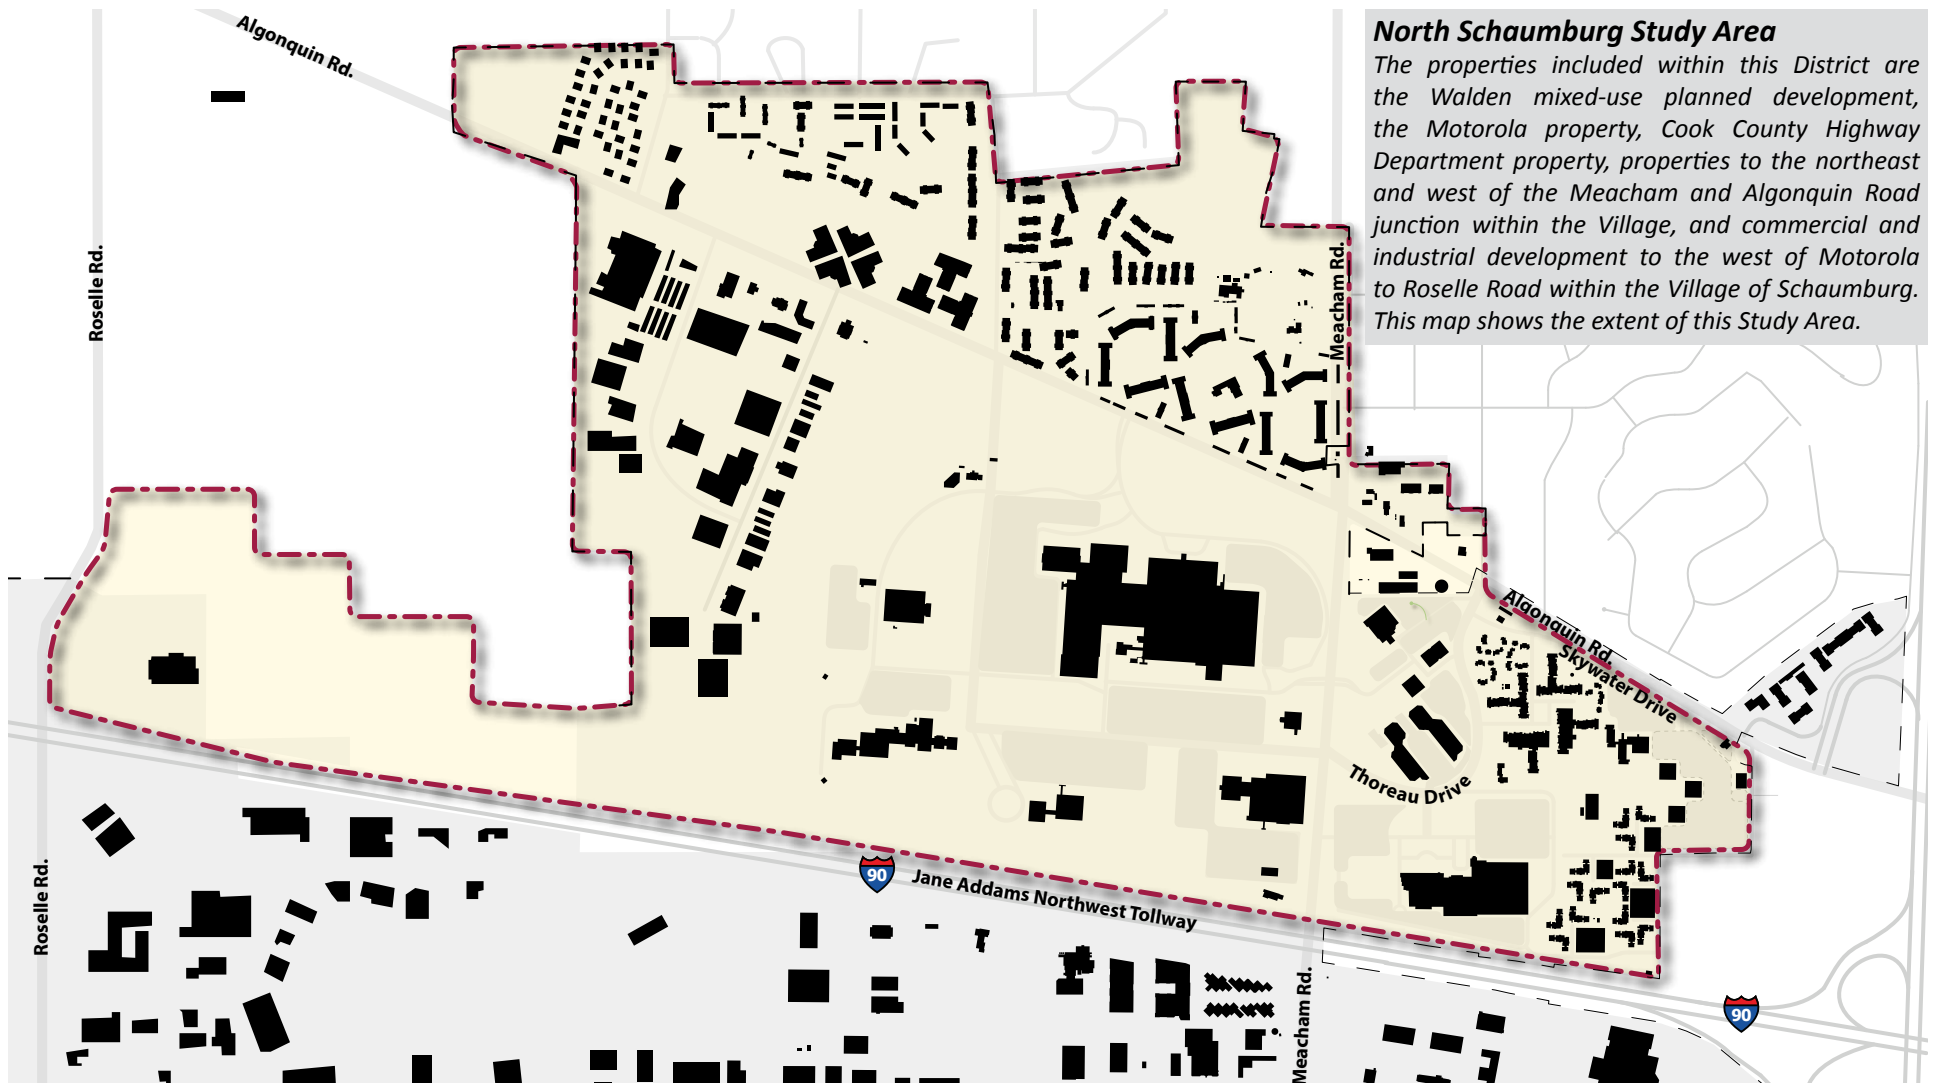 North Schaumburg Study Area
The properties included within this District are
the Walden mixed-use planned development,
the Motorola property, Cook County Highway
Department property, properties to the northeast
and west of the Meacham and Algonquin Road
junction within the Village, and commercial and
industrial development to the west of Motorola
to Roselle Road within the Village of Schaumburg.
This map shows the extent of this Study Area.
Algonquin Rd.
Roselle Rd.
Meacham Rd.
Algonquin Rd.
Skywater Drive
Thoreau Drive
90
Jane Addams Northwest Tollway
Roselle Rd.
Meacham Rd.
90